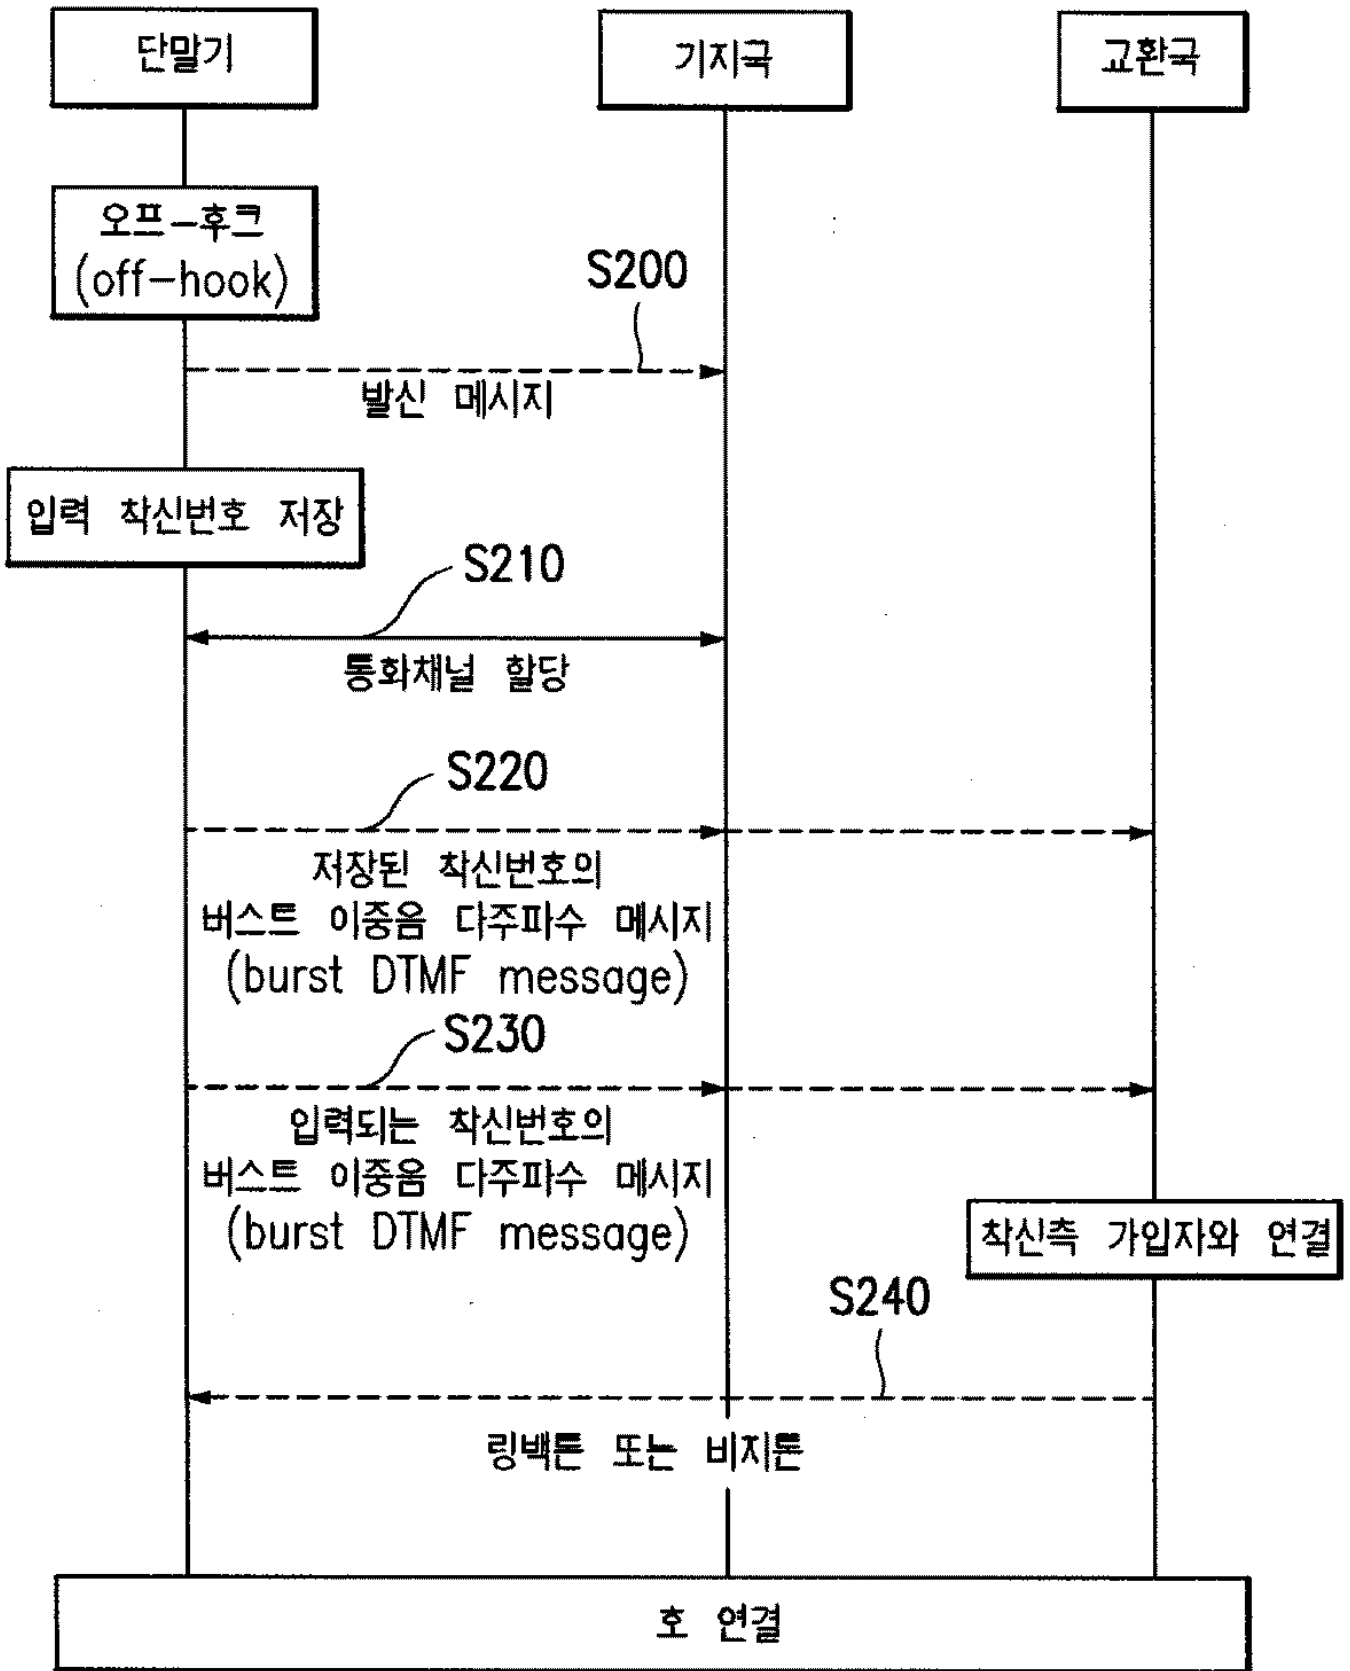 단말기
기지국
교환국
오프-후크
(off-hook)
S200
발신 메시지
입력 착신번호 저장
S210
통화채널 할당
S220
저장된 착신번호의
버스트 이중음 다주파수 메시지
(burst DTMF message)
S230
입력되는 착신번호의
버스트 이중음 다주파수 메시지
(burst DTMF message)
착신측 가입자와 연결
S240
링백톤 또는 비지톤
호 연결